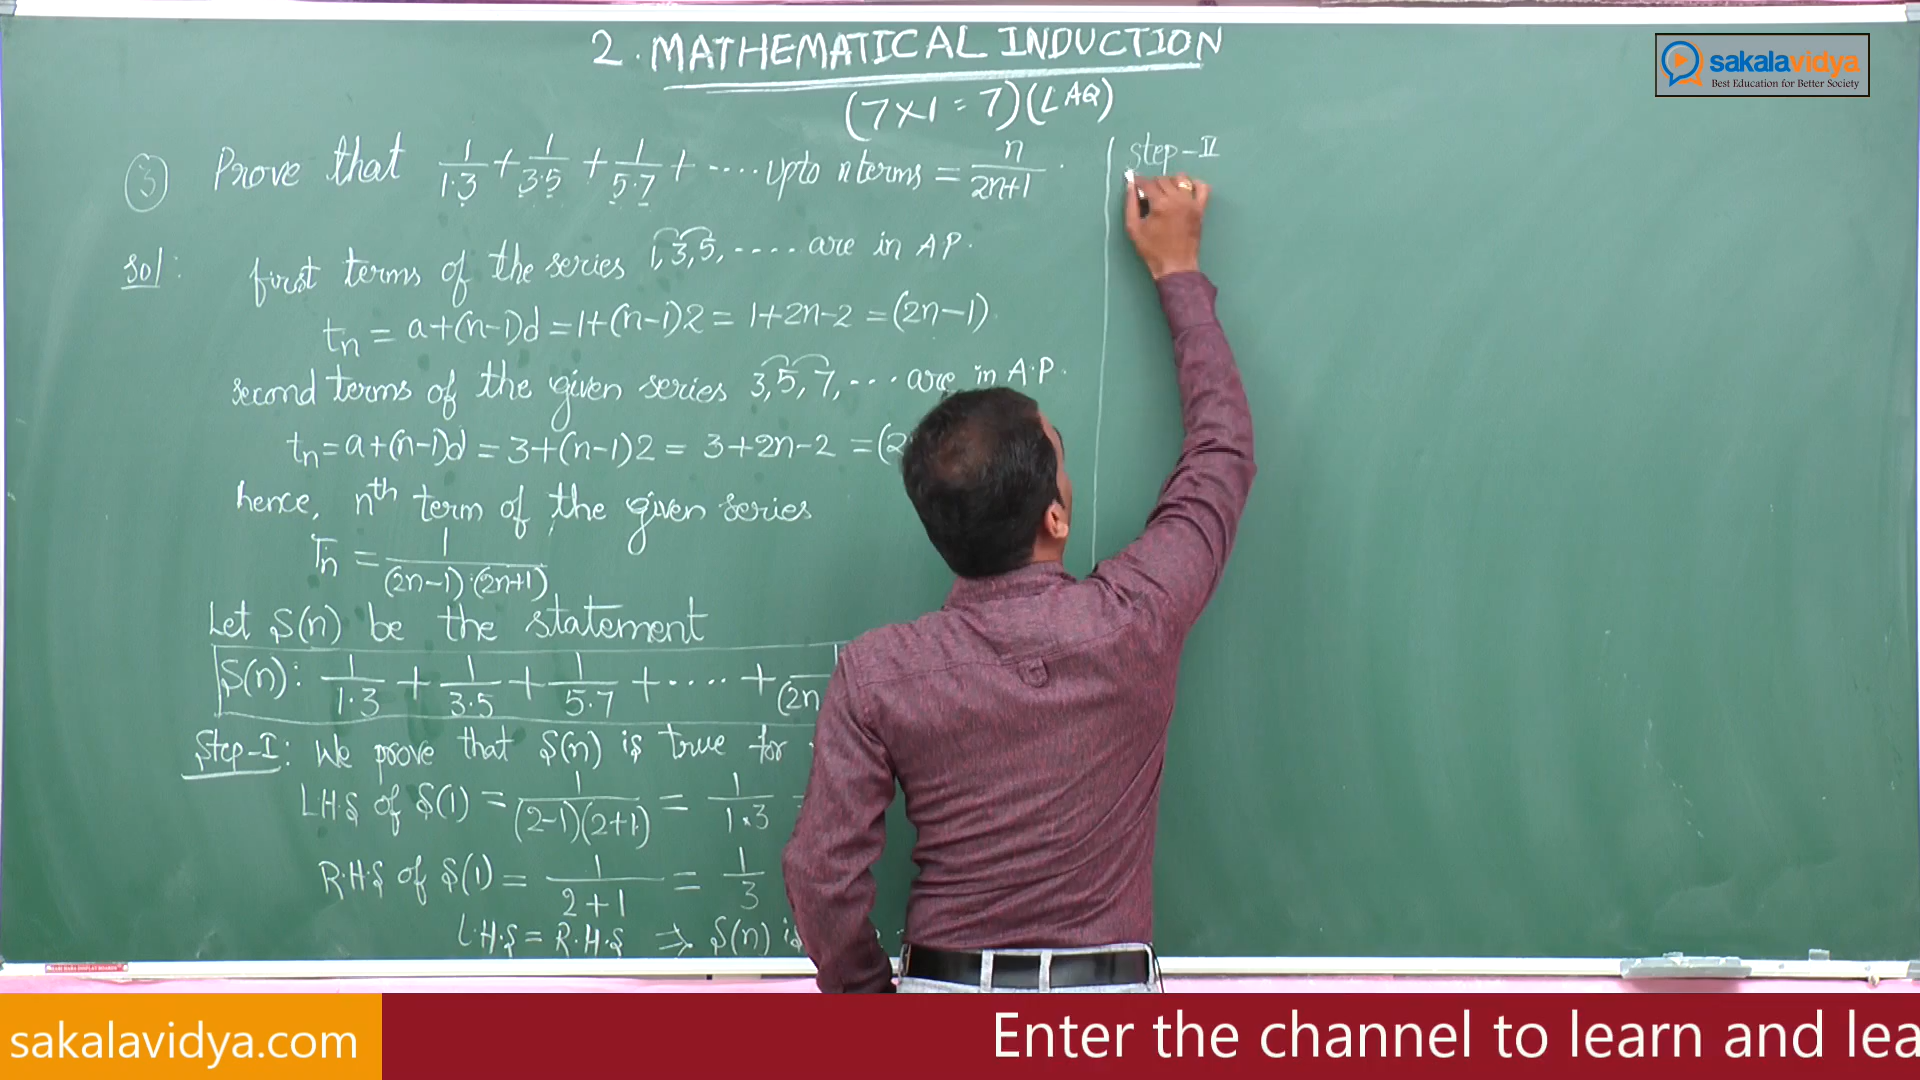 2. MATHEMATICAL INDUCTION
(7×1=7)(LAQ)
sakalavidya
Best Education for Better Society
③ Prove that 1/1·3 + 1/3·5 + 1/5·7 + ···· upto n terms = n/2n+1 ·
Sol: first terms of the series 1,3,5, ···· are in A.P.
tn = a+(n-1)d = 1+(n-1)2 = 1+2n-2 = (2n-1)
second terms of the given series 3,5,7, ··· are in A.P.
tn = a+(n-1)d = 3+(n-1)2 = 3+2n-2 = (2
hence, nth term of the given series
Tn = 1/(2n-1)·(2n+1)
Let S(n) be the statement
S(n): 1/1·3 + 1/3·5 + 1/5·7 + ···· + (2n
Step-I: We prove that S(n) is true for
L.H.S of S(1) = 1/(2-1)(2+1) = 1/1×3 =
R.H.S of S(1) = 1/2+1 = 1/3
L.H.S = R.H.S ⇒ S(n) is
Step-II
sakalavidya.com
Enter the channel to learn and lea